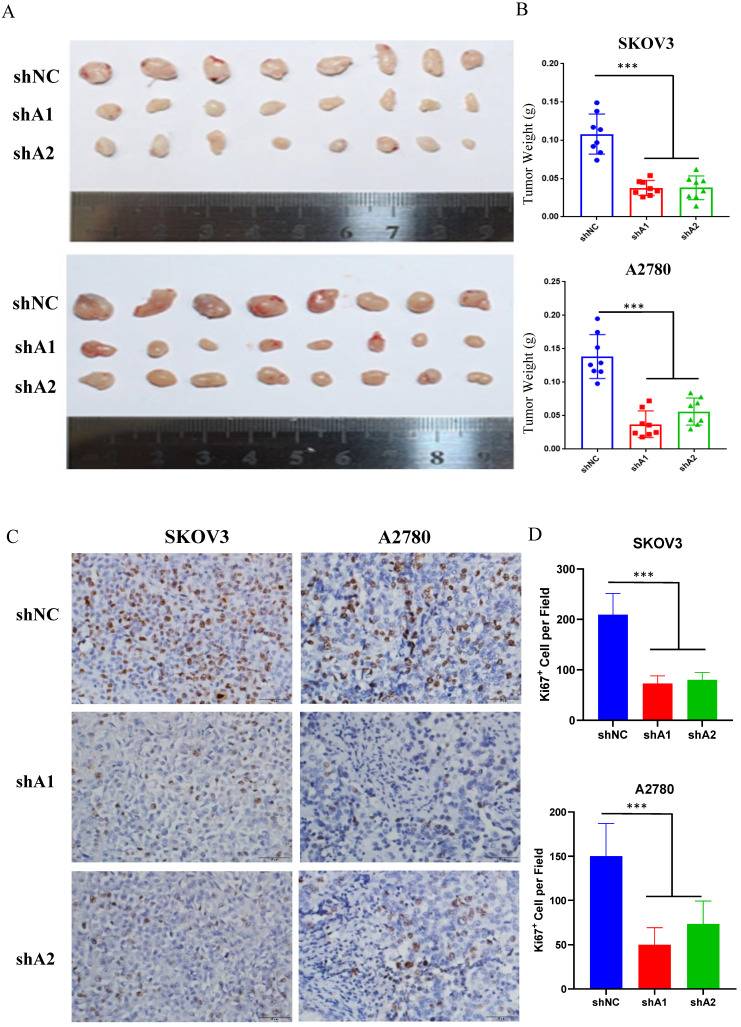 A
shNC
shA1
shA2
1 2 3 4 5 6 7 8 9
shNC
shA1
shA2
2 3 4 5 6 7 8 9
B
SKOV3
***
Tumor Weight (g)
0.20
0.15
0.10
0.05
0.00
shNC shA1 shA2
A2780
***
Tumor Weight (g)
0.25
0.20
0.15
0.10
0.05
0.00
shNC shA1 shA2
C
SKOV3 A2780
shNC
shA1
shA2
D
SKOV3
***
Ki67+ Cell per Field
300
200
100
0
shNC shA1 shA2
A2780
***
Ki67+ Cell per Field
200
150
100
50
0
shNC shA1 shA2